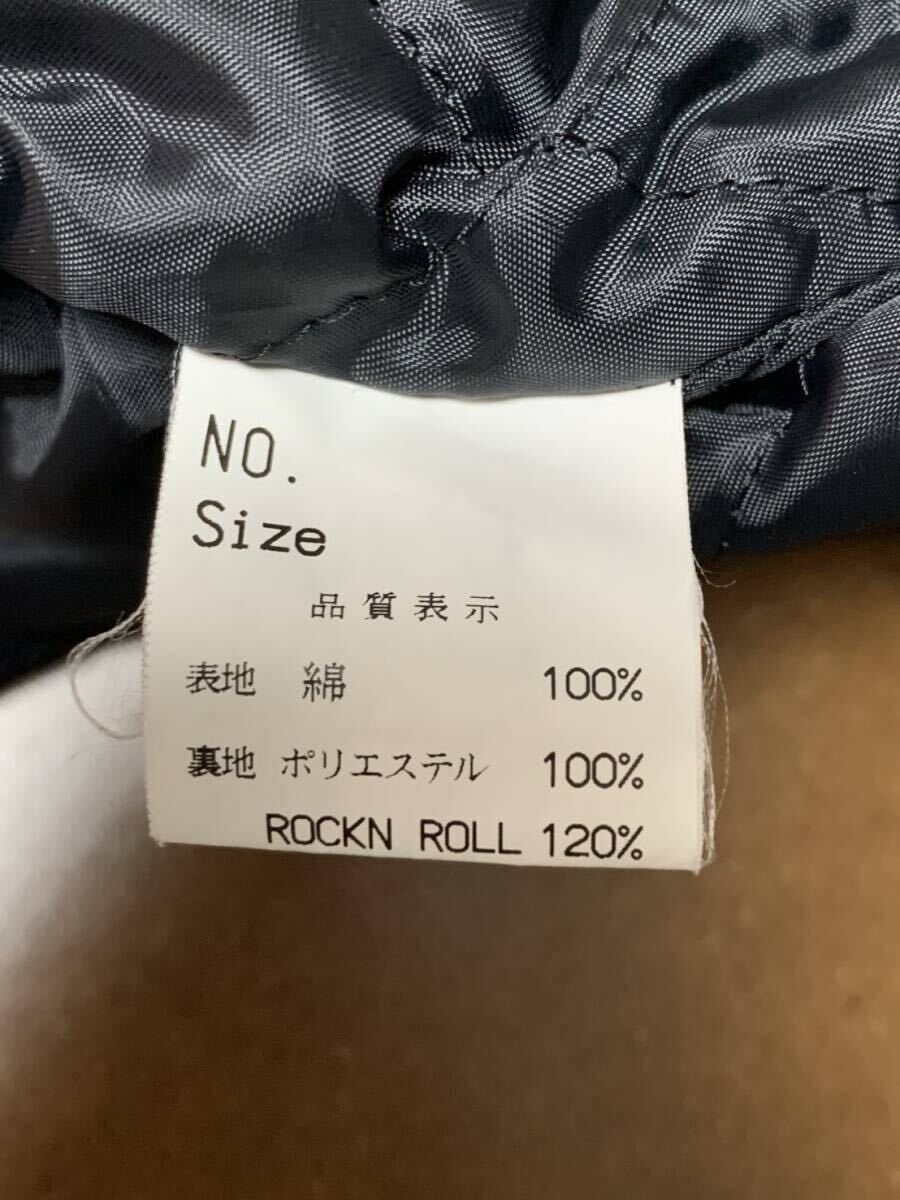 NO.
Size
品質表示
表地 綿 100%
裏地 ポリエステル 100%
ROCKN ROLL 120%